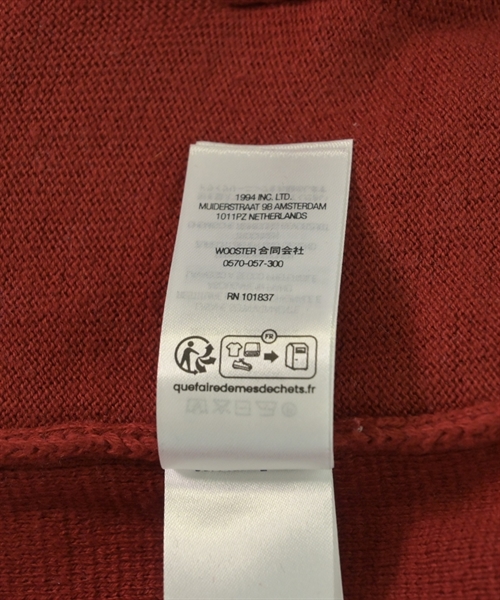 1994 INC. LTD.
MUIDERSTRAAT 9B AMSTERDAM
1011PZ NETHERLANDS
WOOSTER 合同会社
0570-057-300
RN 101837
FR
quefairedemesdechets.fr